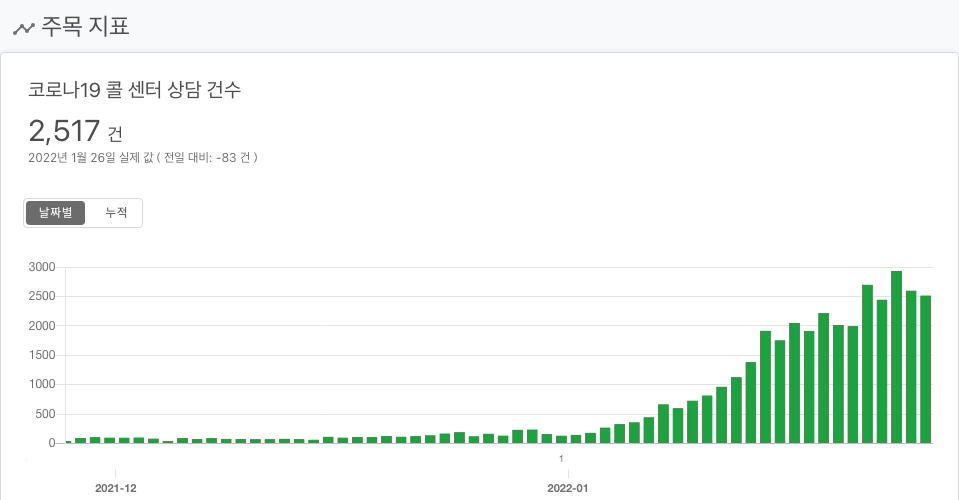 주목 지표
코로나19 콜 센터 상담 건수
2,517 건
2022년 1월 26일 실제 값 ( 전일 대비: -83 건 )
날짜별 누적
3000
2500
2000
1500
1000
500
0
1
2021-12 2022-01